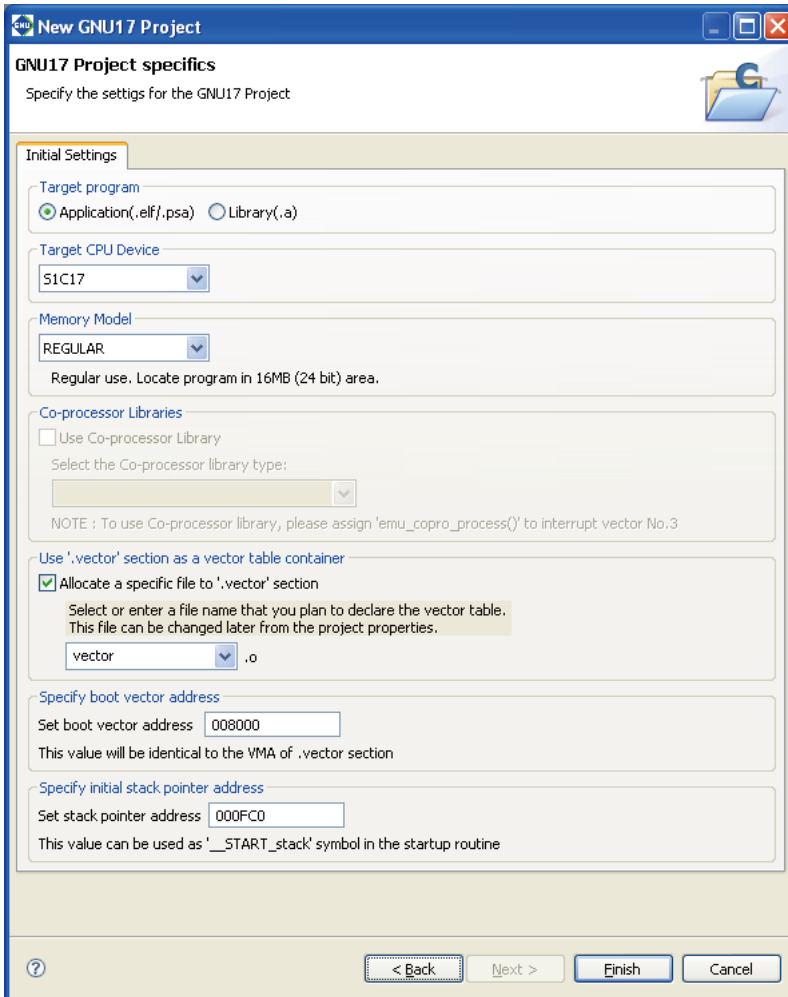 New GNU17 Project
GNU17 Project specifics
Specify the settigs for the GNU17 Project
Initial Settings
Target program
Application(.elf/.psa) Library(.a)
Target CPU Device
S1C17
Memory Model
REGULAR
Regular use. Locate program in 16MB (24 bit) area.
Co-processor Libraries
Use Co-processor Library
Select the Co-processor library type:
NOTE : To use Co-processor library, please assign 'emu_copro_process()' to interrupt vector No.3
Use '.vector' section as a vector table container
Allocate a specific file to '.vector' section
Select or enter a file name that you plan to declare the vector table.
This file can be changed later from the project properties.
vector .o
Specify boot vector address
Set boot vector address 008000
This value will be identical to the VMA of .vector section
Specify initial stack pointer address
Set stack pointer address 000FC0
This value can be used as '__START_stack' symbol in the startup routine
< Back Next > Finish Cancel